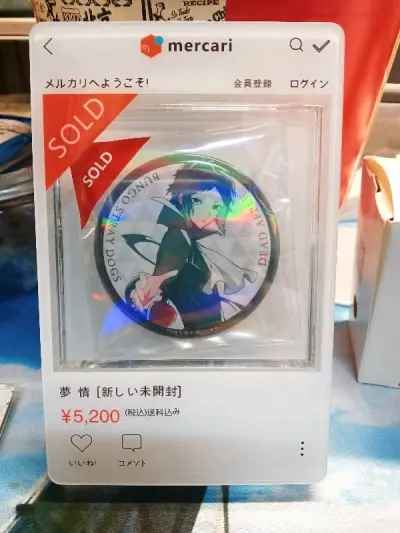 RECIPE
mercari
メルカリへようこそ!
会員登録 ログイン
SOLD
SOLD
BUNGO STRAY DOGS
DEAD APPLE
夢 情 [新しい未開封]
¥5,200 (税込)送料込み
いいね! コメソト